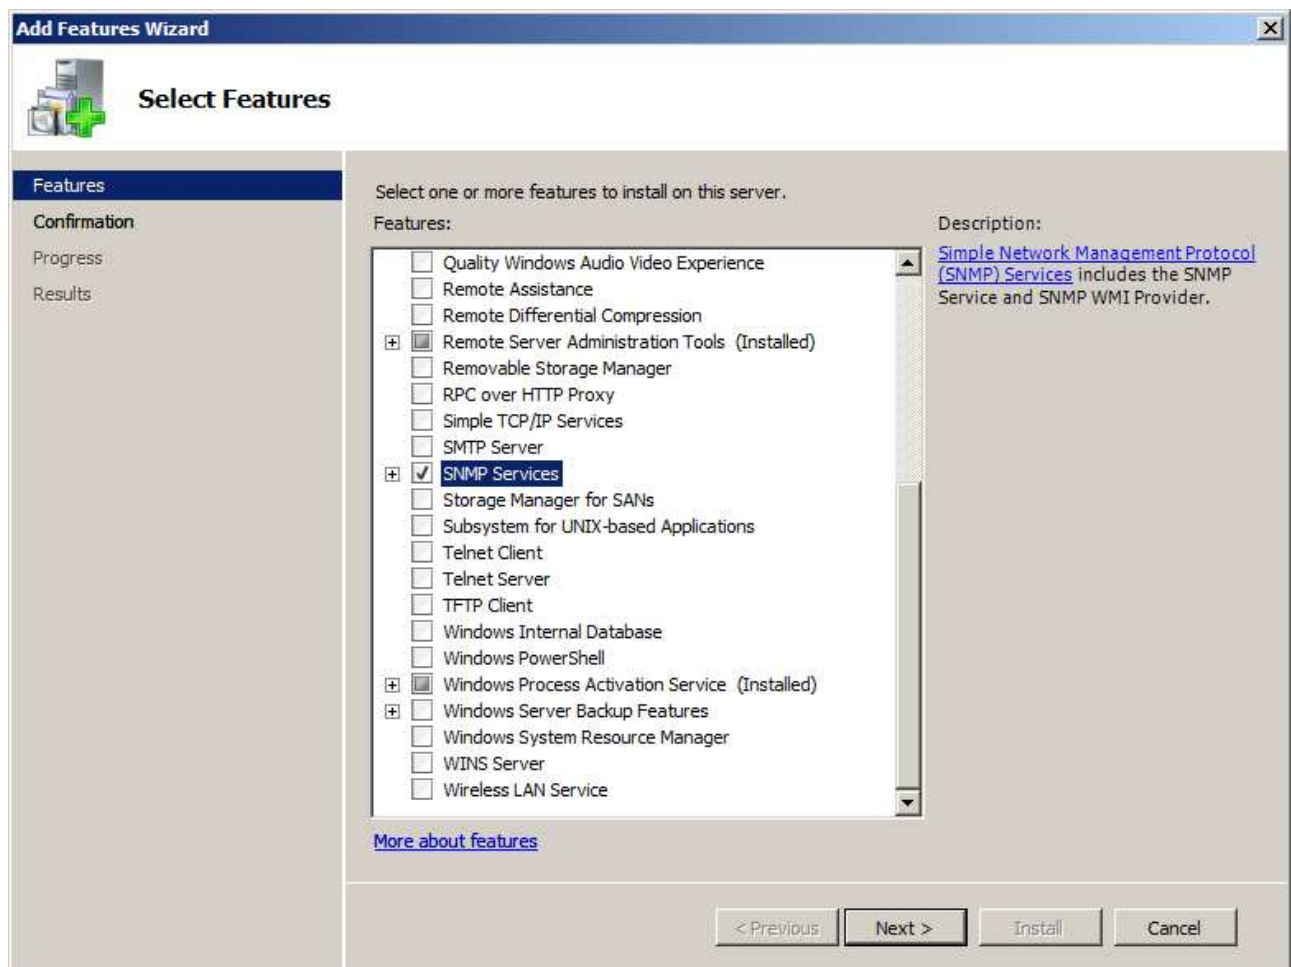 Add Features Wizard
Select Features
Features
Confirmation
Progress
Results
Select one or more features to install on this server.
Features:
Quality Windows Audio Video Experience
Remote Assistance
Remote Differential Compression
Remote Server Administration Tools (Installed)
Removable Storage Manager
RPC over HTTP Proxy
Simple TCP/IP Services
SMTP Server
SNMP Services
Storage Manager for SANs
Subsystem for UNIX-based Applications
Telnet Client
Telnet Server
TFTP Client
Windows Internal Database
Windows PowerShell
Windows Process Activation Service (Installed)
Windows Server Backup Features
Windows System Resource Manager
WINS Server
Wireless LAN Service
More about features
Description:
Simple Network Management Protocol
(SNMP) Services includes the SNMP
Service and SNMP WMI Provider.
< Previous
Next >
Install
Cancel